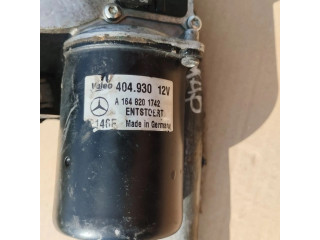 Valeo 404.930 12V
A 164 820 1742
ENTSTOERT
Made in Germany